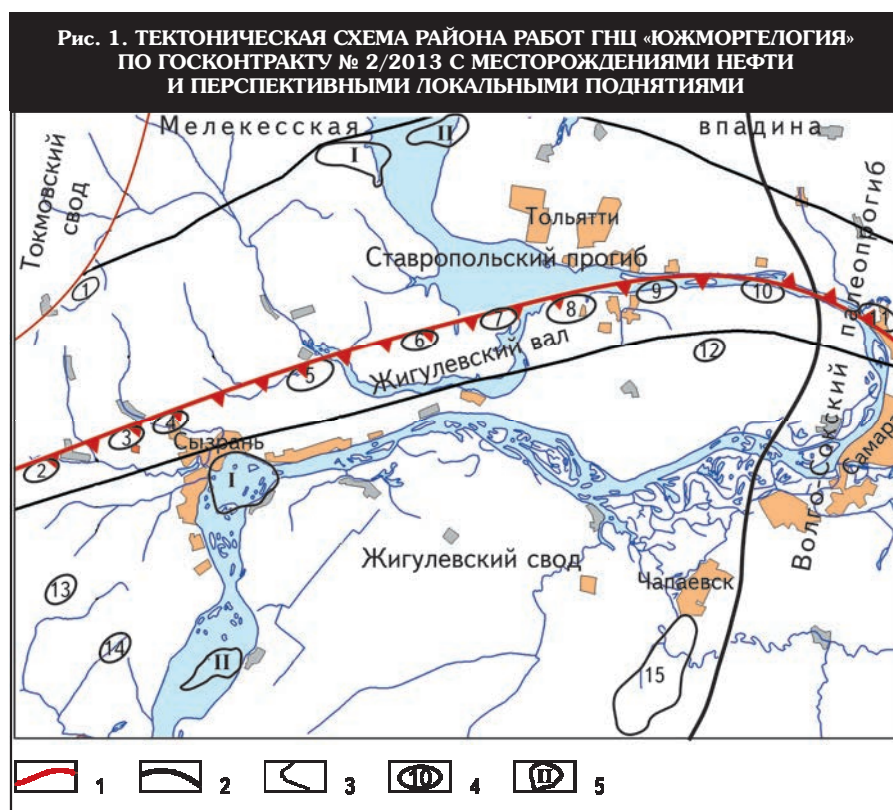 Рис. 1. ТЕКТОНИЧЕСКАЯ СХЕМА РАЙОНА РАБОТ ГНЦ «ЮЖМОРГЕЛОГИЯ»
ПО ГОСКОНТРАКТУ № 2/2013 С МЕСТОРОЖДЕНИЯМИ НЕФТИ
И ПЕРСПЕКТИВНЫМИ ЛОКАЛЬНЫМИ ПОДНЯТИЯМИ
Мелекесская впадина
II
I
Токмовский
свод
Тольятти
Ставропольский прогиб
1
9
10
11
8
7
6
12
Жигулевский вал
5
4
3
2
Сызрань
I
Самар
Волго-Сокский палеопрогиб
Жигулевский свод
Чапаевск
13
14
II
15
1
2
3
10 4
II 5